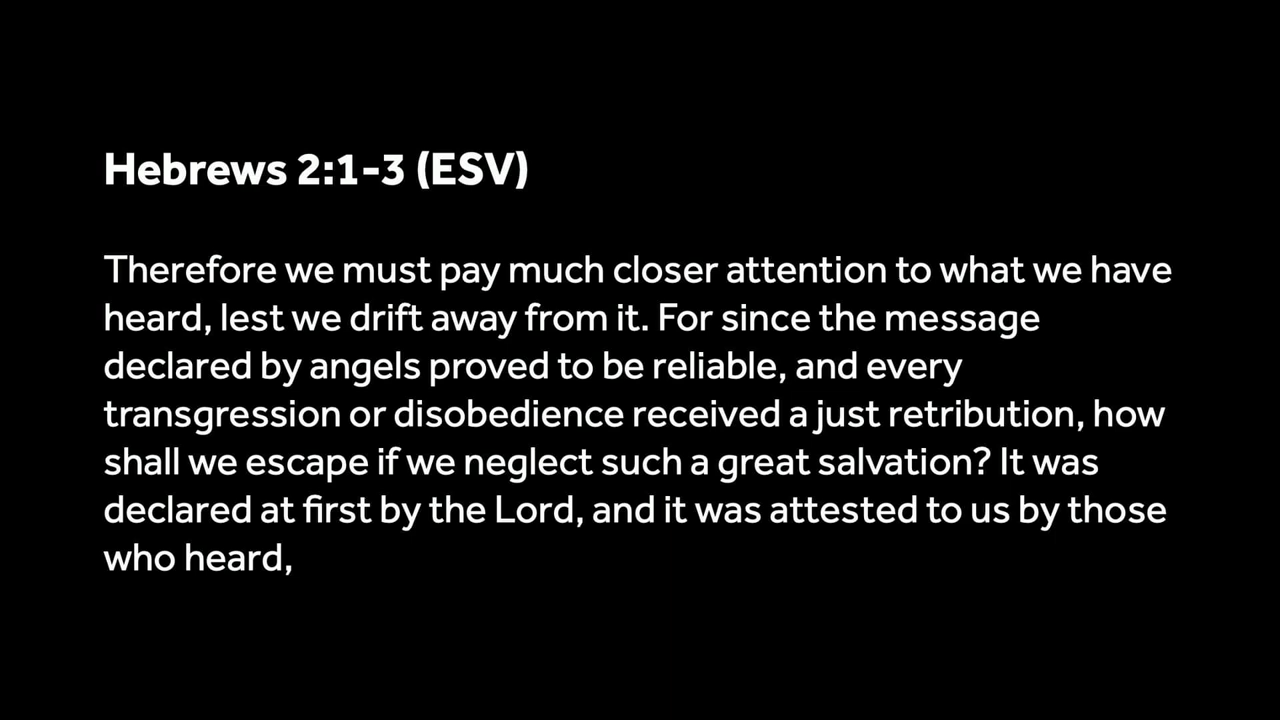 Hebrews 2:1-3 (ESV)
Therefore we must pay much closer attention to what we have
heard, lest we drift away from it. For since the message
declared by angels proved to be reliable, and every
transgression or disobedience received a just retribution, how
shall we escape if we neglect such a great salvation? It was
declared at first by the Lord, and it was attested to us by those
who heard,